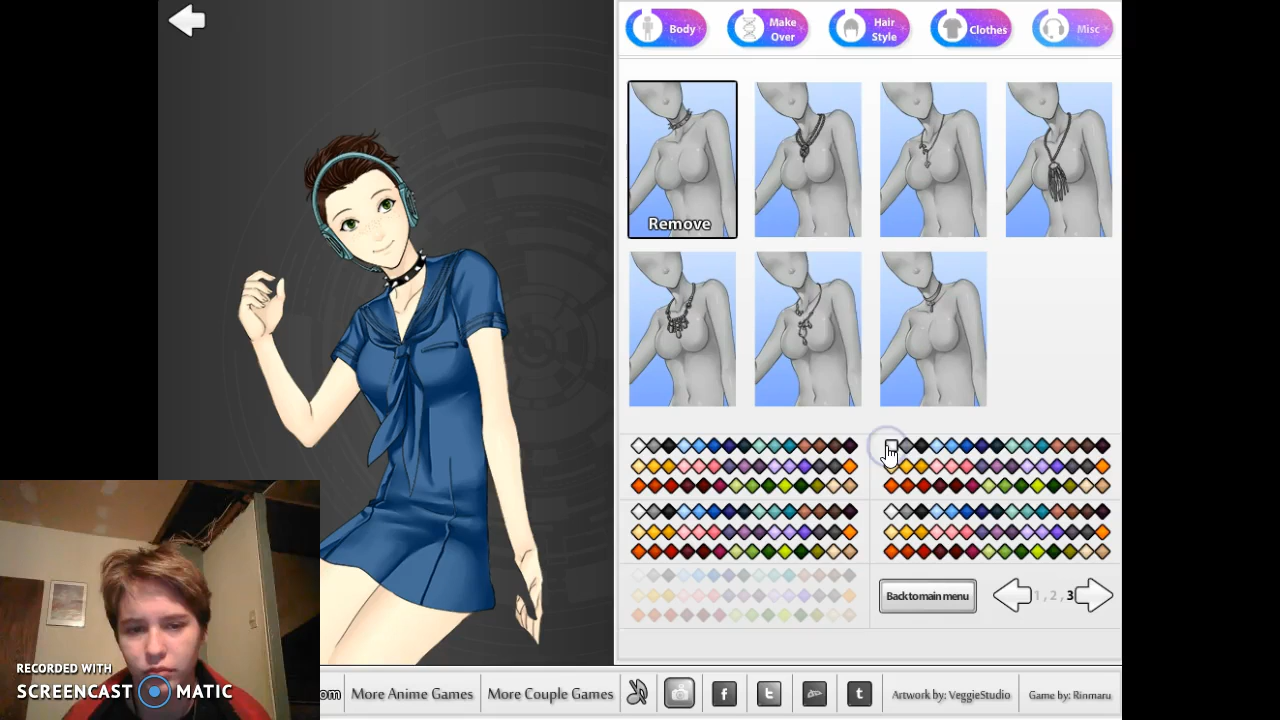 Body
Make
Over
Hair
Style
Clothes
Misc
Remove
Back to main menu
1 , 2 , 3
RECORDED WITH
SCREENCAST MATIC
om
More Anime Games
More Couple Games
f
t
t
Artwork by: VeggieStudio
Game by: Rinmaru